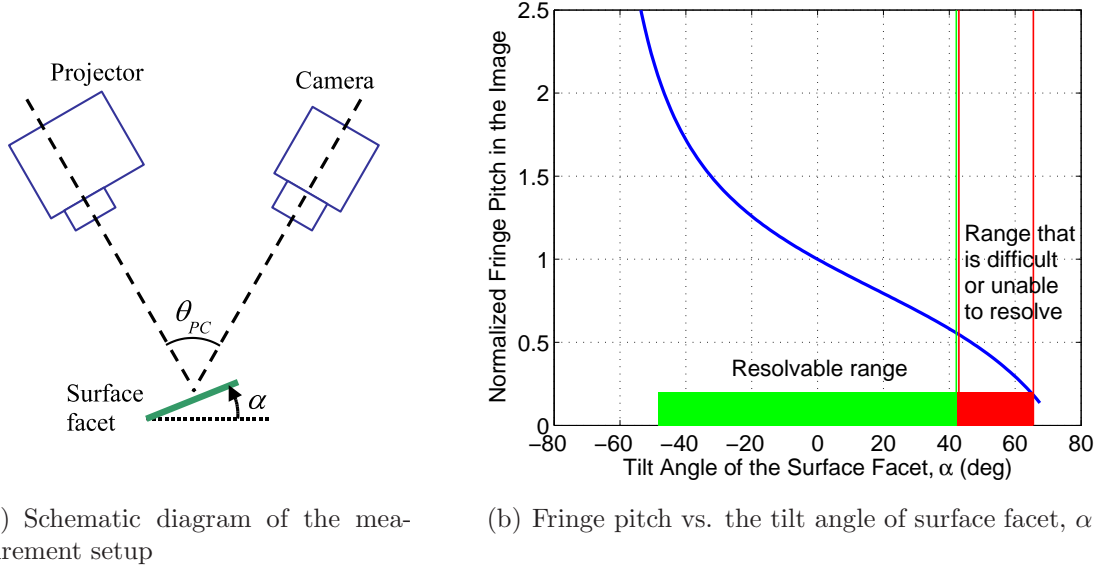 Projector
Camera
θPC
Surface
facet
α
2.5
2
1.5
1
0.5
0
Normalized Fringe Pitch in the Image
Range that
is difficult
or unable
to resolve
Resolvable range
−80 −60 −40 −20 0 20 40 60 80
Tilt Angle of the Surface Facet, α (deg)
) Schematic diagram of the mea-
rement setup
(b) Fringe pitch vs. the tilt angle of surface facet, α